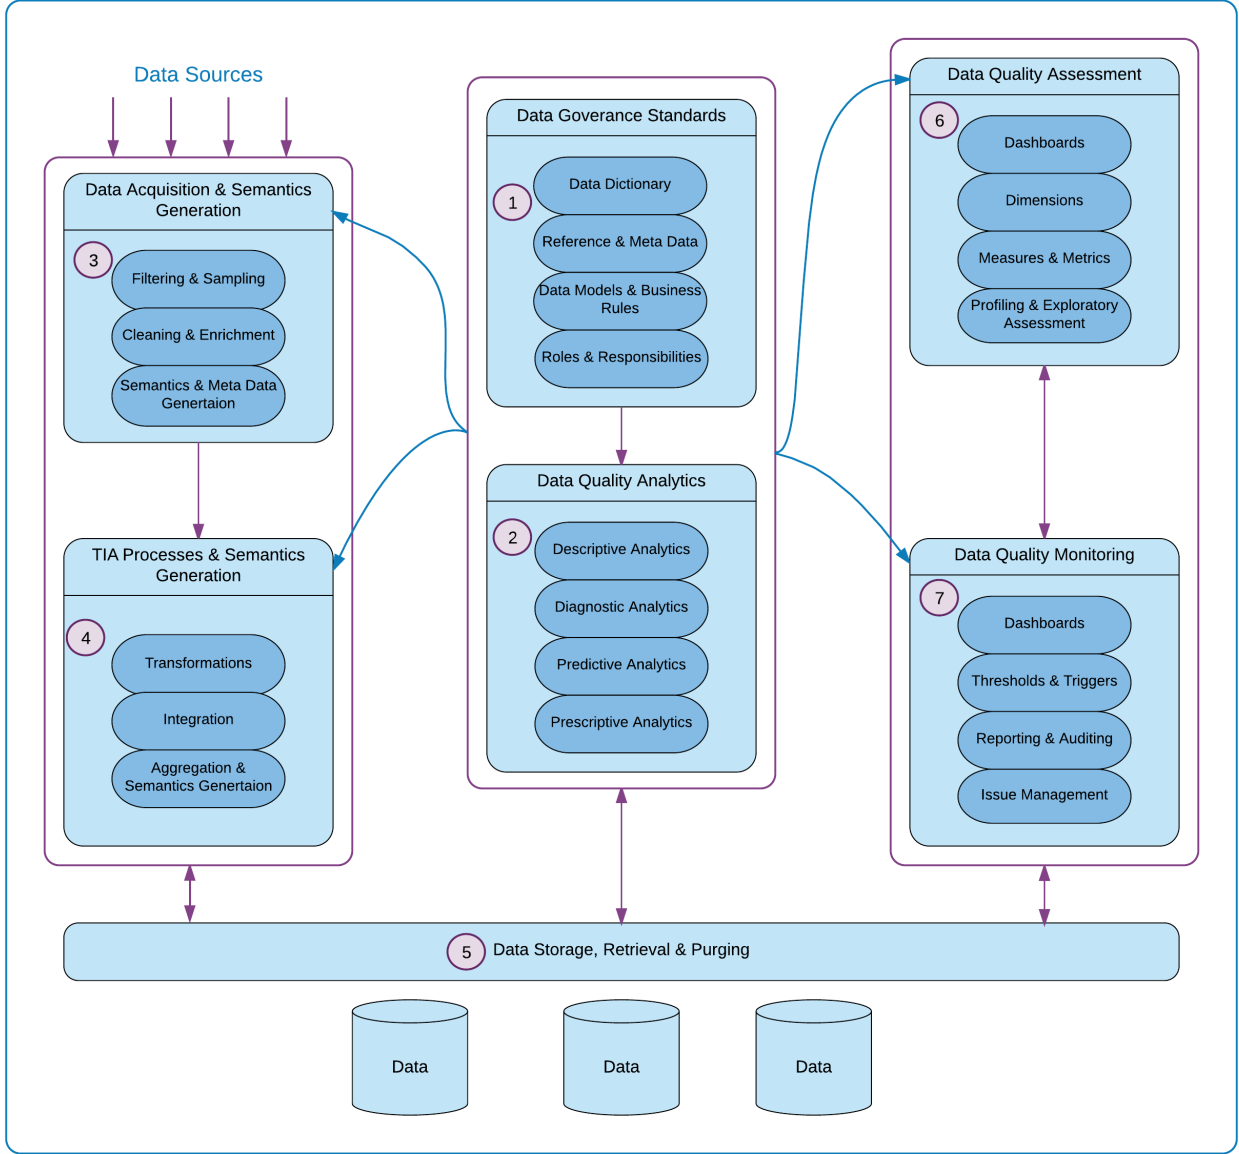 Data Sources
Data Acquisition & Semantics
Generation
3
Filtering & Sampling
Cleaning & Enrichment
Semantics & Meta Data
Genertaion
TIA Processes & Semantics
Generation
4
Transformations
Integration
Aggregation &
Semantics Genertaion
Data Goverance Standards
1
Data Dictionary
Reference & Meta Data
Data Models & Business
Rules
Roles & Responsibilities
Data Quality Analytics
2
Descriptive Analytics
Diagnostic Analytics
Predictive Analytics
Prescriptive Analytics
Data Quality Assessment
6
Dashboards
Dimensions
Measures & Metrics
Profiling & Exploratory
Assessment
Data Quality Monitoring
7
Dashboards
Thresholds & Triggers
Reporting & Auditing
Issue Management
5 Data Storage, Retrieval & Purging
Data
Data
Data